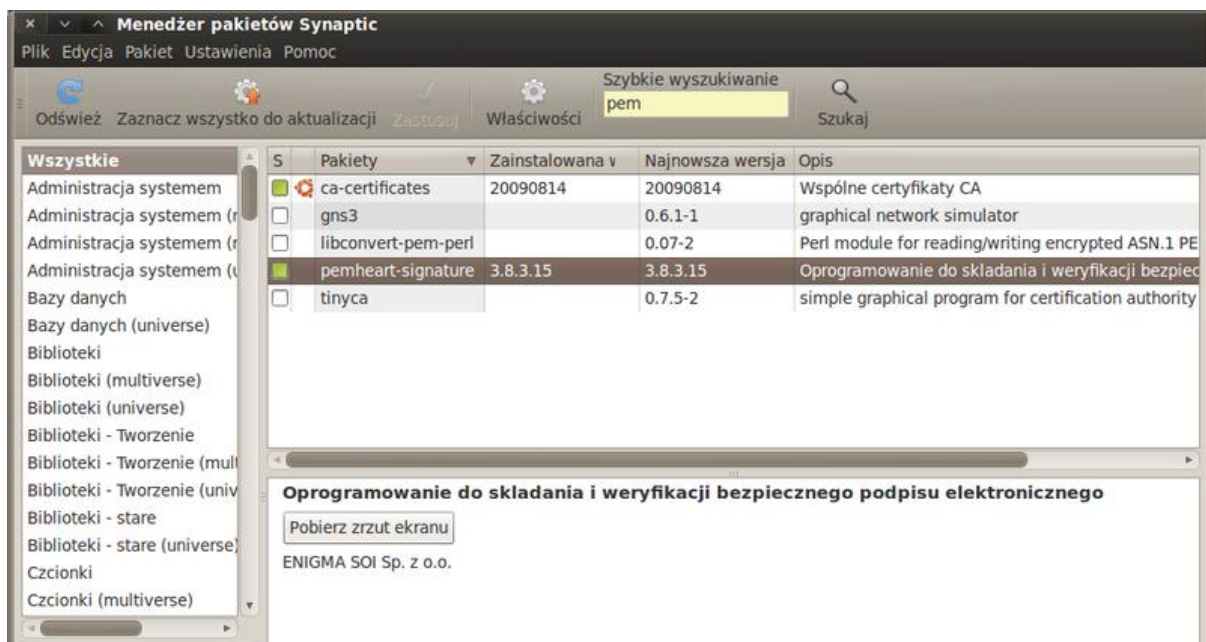 Menedżer pakietów Synaptic
Plik Edycja Pakiet Ustawienia Pomoc
Szybkie wyszukiwanie
pem
Odśwież Zaznacz wszystko do aktualizacji Zastosuj Właściwości Szukaj
Wszystkie
Administracja systemem
Administracja systemem (r
Administracja systemem (r
Administracja systemem (u
Bazy danych
Bazy danych (universe)
Biblioteki
Biblioteki (multiverse)
Biblioteki (universe)
Biblioteki - Tworzenie
Biblioteki - Tworzenie (mult
Biblioteki - Tworzenie (univ
Biblioteki - stare
Biblioteki - stare (universe)
Czcionki
Czcionki (multiverse)
S Pakiety Zainstalowana w Najnowsza wersja Opis
ca-certificates 20090814 20090814 Wspólne certyfikaty CA
gns3 0.6.1-1 graphical network simulator
libconvert-pem-perl 0.07-2 Perl module for reading/writing encrypted ASN.1 PE
pemheart-signature 3.8.3.15 3.8.3.15 Oprogramowanie do skladania i weryfikacji bezpiec
tinyca 0.7.5-2 simple graphical program for certification authority
Oprogramowanie do skladania i weryfikacji bezpiecznego podpisu elektronicznego
Pobierz zrzut ekranu
ENIGMA SOI Sp. z o.o.